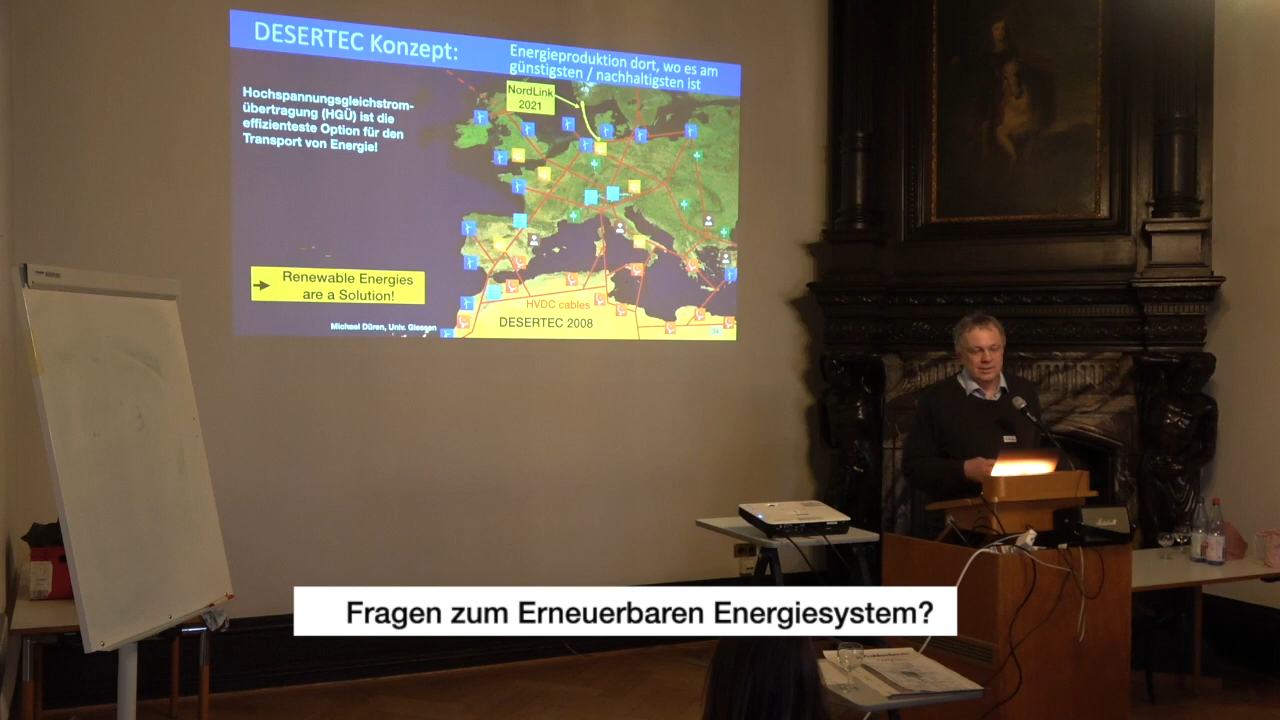 DESERTEC Konzept:
Energieproduktion dort, wo es am
günstigsten / nachhaltigsten ist
Hochspannungsgleichstrom-
übertragung (HGÜ) ist die
effizienteste Option für den
Transport von Energie!
NordLink
2021
Renewable Energies
are a Solution!
HVDC cables
DESERTEC 2008
Michael Düren, Univ. Giessen
Marshall
Fragen zum Erneuerbaren Energiesystem?